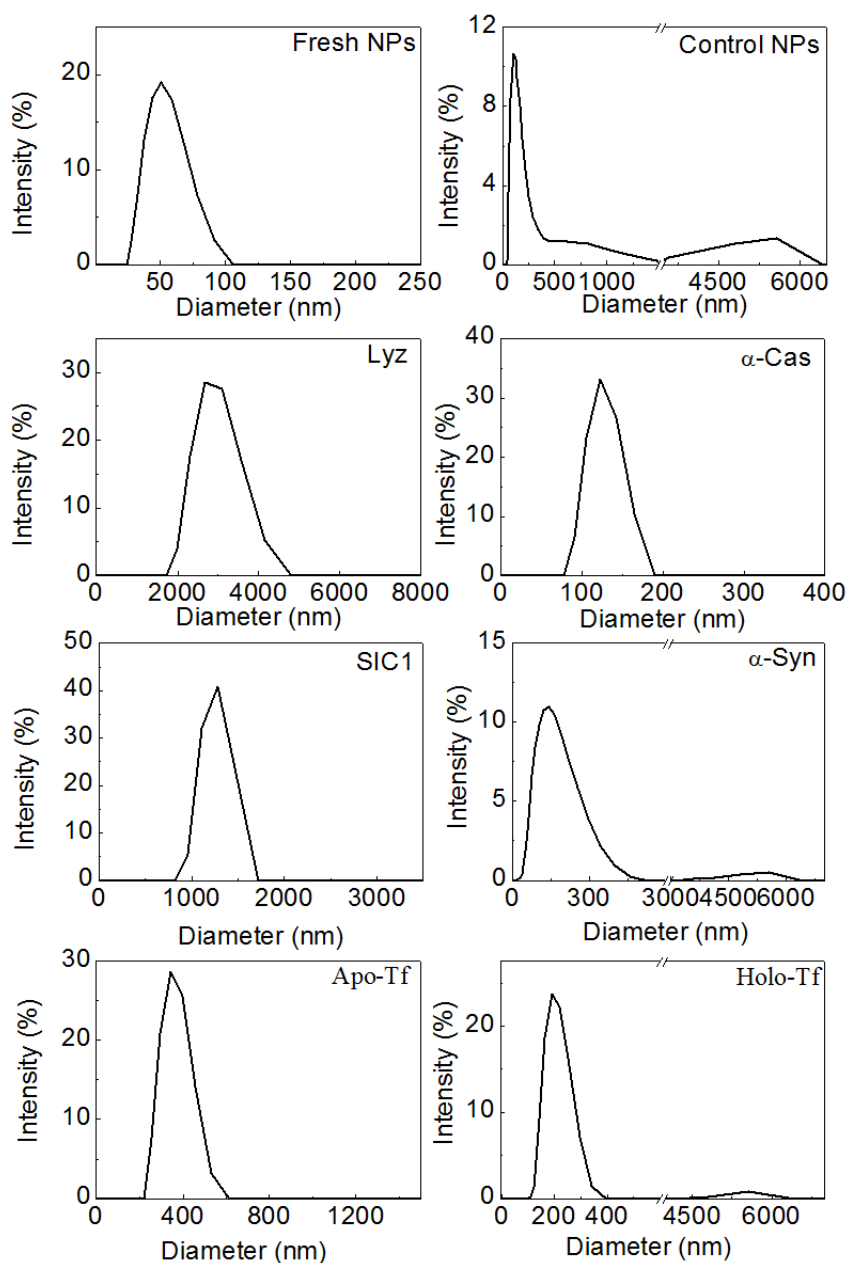 Fresh NPs
Intensity (%)
20
10
0
50 100 150 200 250
Diameter (nm)
Control NPs
Intensity (%)
12
8
4
0
0 500 1000 4500 6000
Diameter (nm)
Lyz
Intensity (%)
30
20
10
0
0 2000 4000 6000 8000
Diameter (nm)
α-Cas
Intensity (%)
40
30
20
10
0
0 100 200 300 400
Diameter (nm)
SIC1
Intensity (%)
50
40
30
20
10
0
0 1000 2000 3000
Diameter (nm)
α-Syn
Intensity (%)
15
10
5
0
0 300 3000 4500 6000
Diameter (nm)
Apo-Tf
Intensity (%)
30
20
10
0
0 400 800 1200
Diameter (nm)
Holo-Tf
Intensity (%)
20
10
0
0 200 400 4500 6000
Diameter (nm)